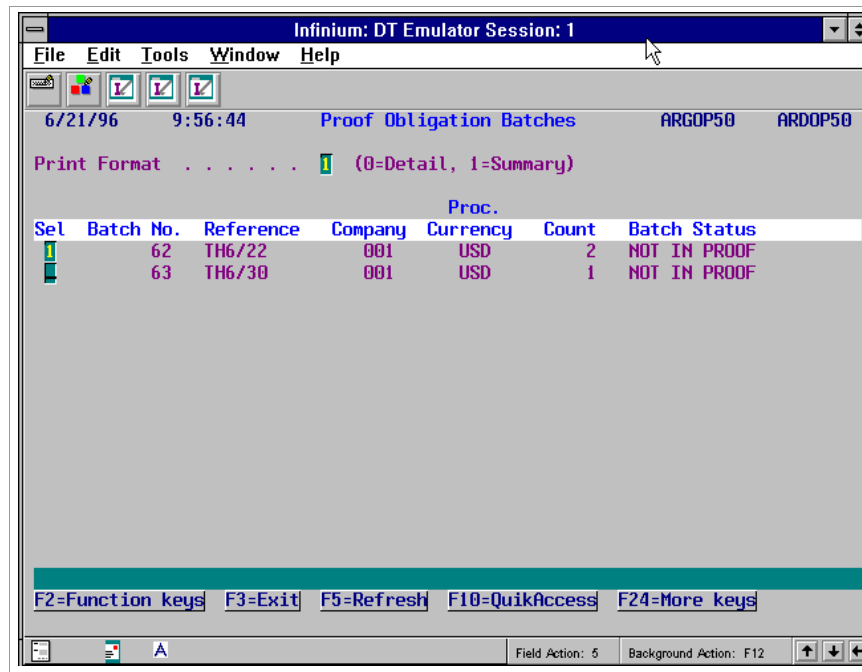 Infinium: DT Emulator Session: 1
File Edit Tools Window Help
6/21/96 9:56:44 Proof Obligation Batches ARGOP50 ARDOP50
Print Format . . . . . . 1 (0=Detail, 1=Summary)
Proc.
Sel Batch No. Reference Company Currency Count Batch Status
1 62 TH6/22 001 USD 2 NOT IN PROOF
_ 63 TH6/30 001 USD 1 NOT IN PROOF
F2=Function keys F3=Exit F5=Refresh F10=QuikAccess F24=More keys
A Field Action: 5 Background Action: F12